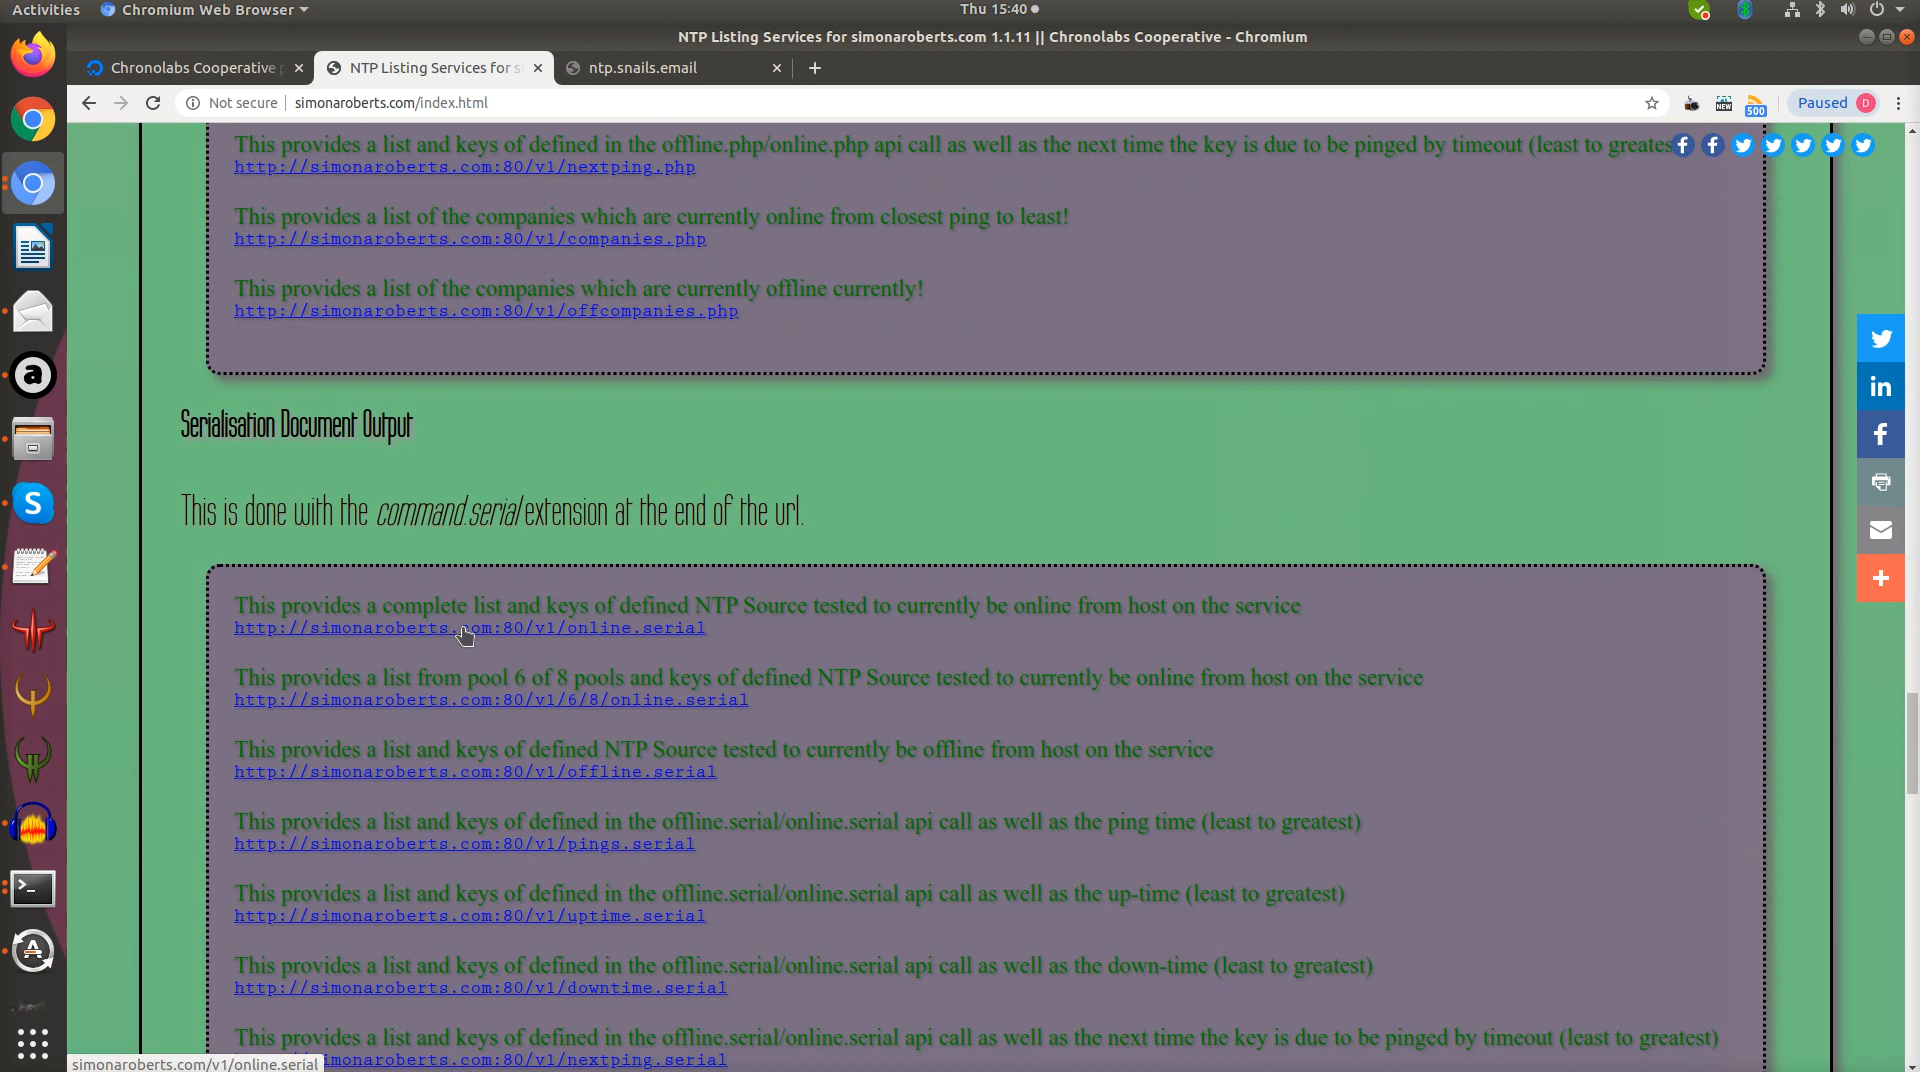 Activities
Chromium Web Browser
Thu 15:40
NTP Listing Services for simonaroberts.com 1.1.11 || Chronolabs Cooperative - Chromium
Chronolabs Cooperative
NTP Listing Services for s
ntp.snails.email
Not secure
simonaroberts.com/index.html
NEW
500
Paused
D
This provides a list and keys of defined in the offline.php/online.php api call as well as the next time the key is due to be pinged by timeout (least to greates
http://simonaroberts.com:80/v1/nextping.php
This provides a list of the companies which are currently online from closest ping to least!
http://simonaroberts.com:80/v1/companies.php
This provides a list of the companies which are currently offline currently!
http://simonaroberts.com:80/v1/offcompanies.php
Serialisation Document Output
This is done with the command.serial extension at the end of the url.
This provides a complete list and keys of defined NTP Source tested to currently be online from host on the service
http://simonaroberts.com:80/v1/online.serial
This provides a list from pool 6 of 8 pools and keys of defined NTP Source tested to currently be online from host on the service
http://simonaroberts.com:80/v1/6/8/online.serial
This provides a list and keys of defined NTP Source tested to currently be offline from host on the service
http://simonaroberts.com:80/v1/offline.serial
This provides a list and keys of defined in the offline.serial/online.serial api call as well as the ping time (least to greatest)
http://simonaroberts.com:80/v1/pings.serial
This provides a list and keys of defined in the offline.serial/online.serial api call as well as the up-time (least to greatest)
http://simonaroberts.com:80/v1/uptime.serial
This provides a list and keys of defined in the offline.serial/online.serial api call as well as the down-time (least to greatest)
http://simonaroberts.com:80/v1/downtime.serial
This provides a list and keys of defined in the offline.serial/online.serial api call as well as the next time the key is due to be pinged by timeout (least to greatest)
imonaroberts.com:80/v1/nextping.serial
simonaroberts.com/v1/online.serial